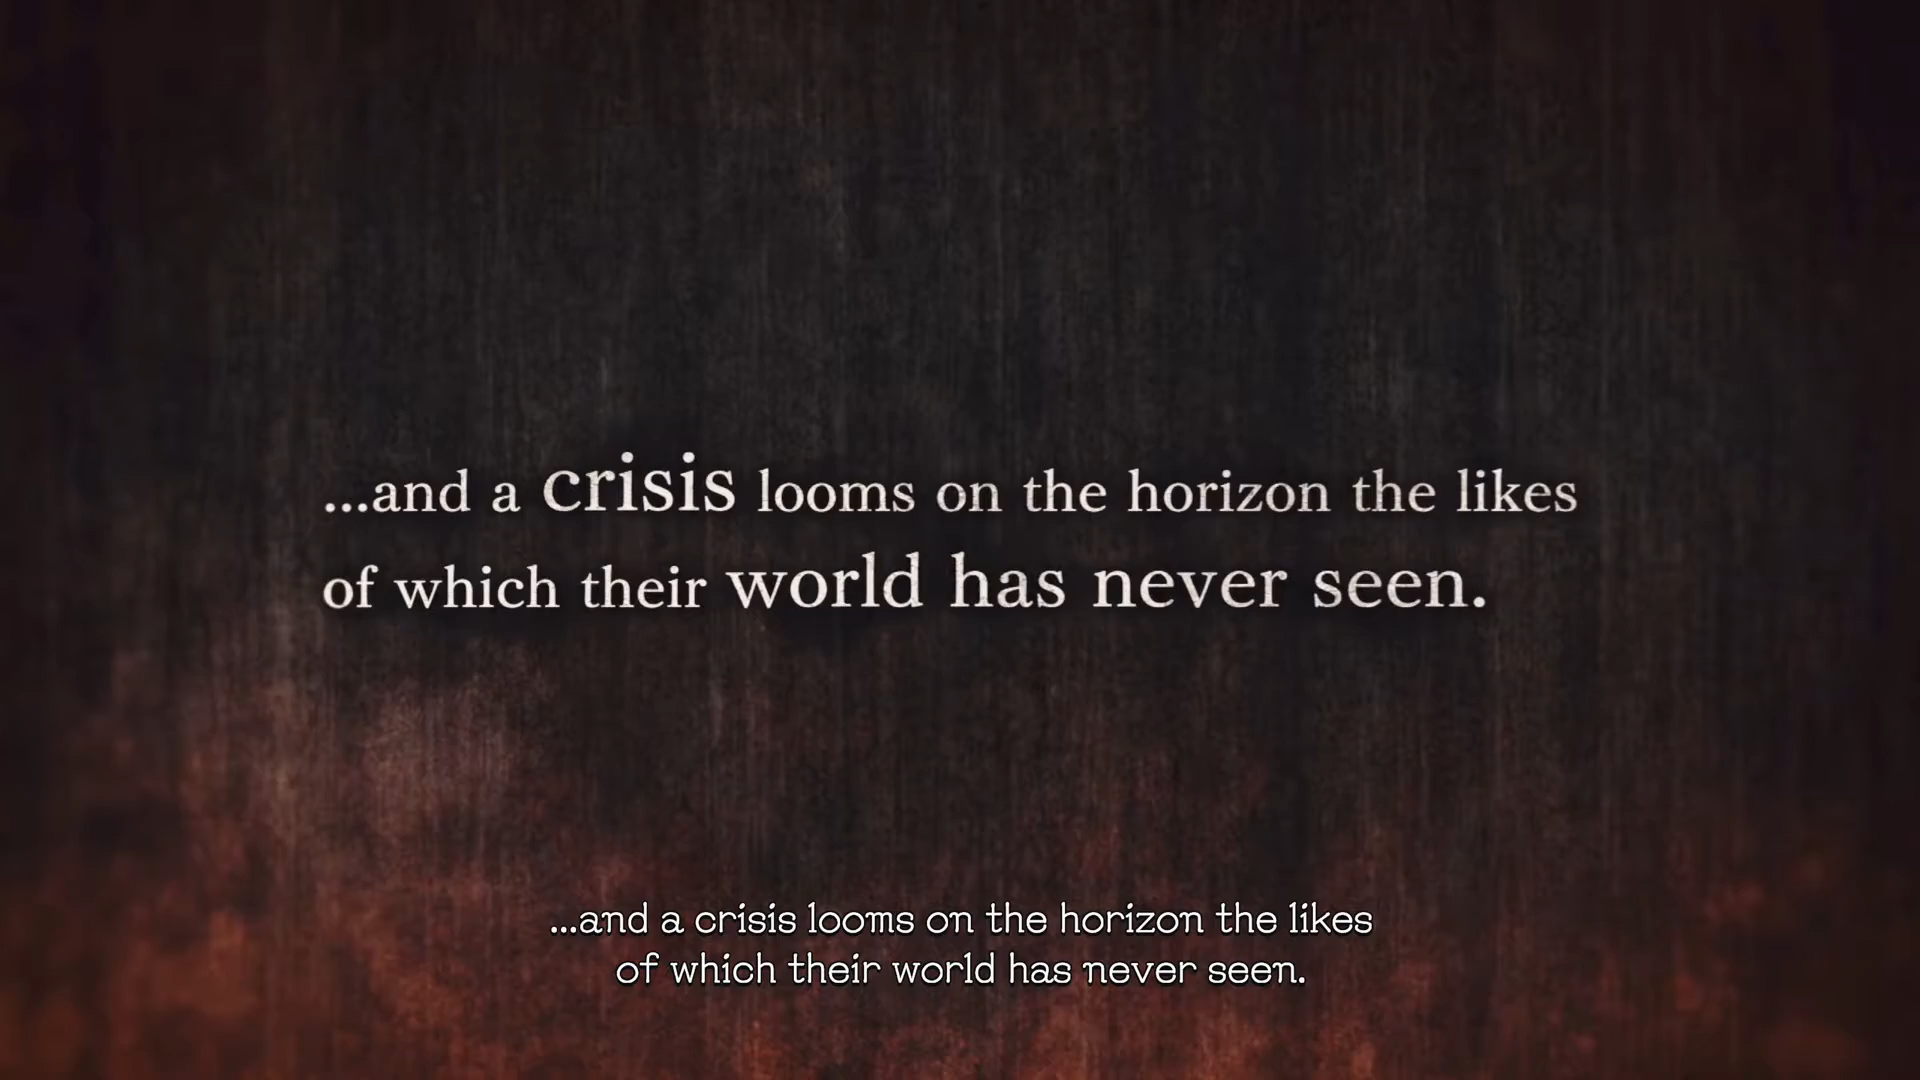 ...and a crisis looms on the horizon the likes
of which their world has never seen.
...and a crisis looms on the horizon the likes
of which their world has never seen.